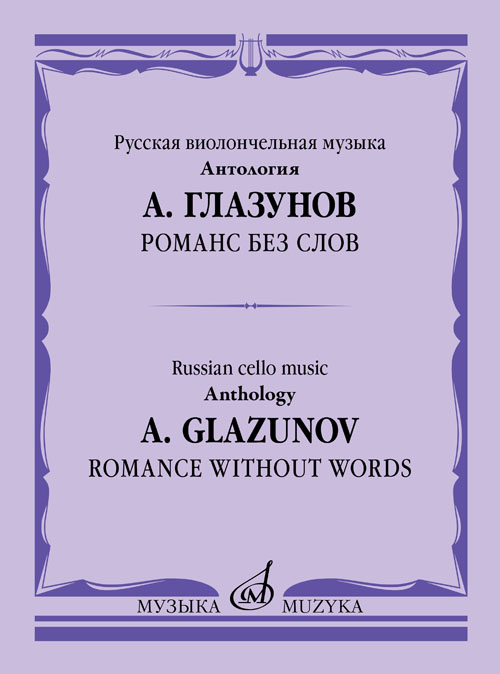 Русская виолончельная музыка
Антология
А. ГЛАЗУНОВ
РОМАНС БЕЗ СЛОВ
Russian cello music
Anthology
A. GLAZUNOV
ROMANCE WITHOUT WORDS
МУЗЫКА М MUZYKA